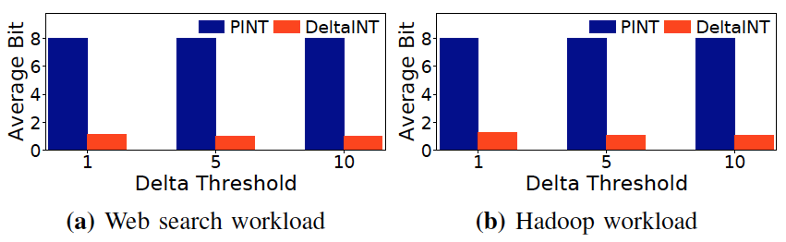 Average Bit
8
6
4
2
0
PINT DeltaINT
1 5 10
Delta Threshold
(a) Web search workload
Average Bit
8
6
4
2
0
PINT DeltaINT
1 5 10
Delta Threshold
(b) Hadoop workload